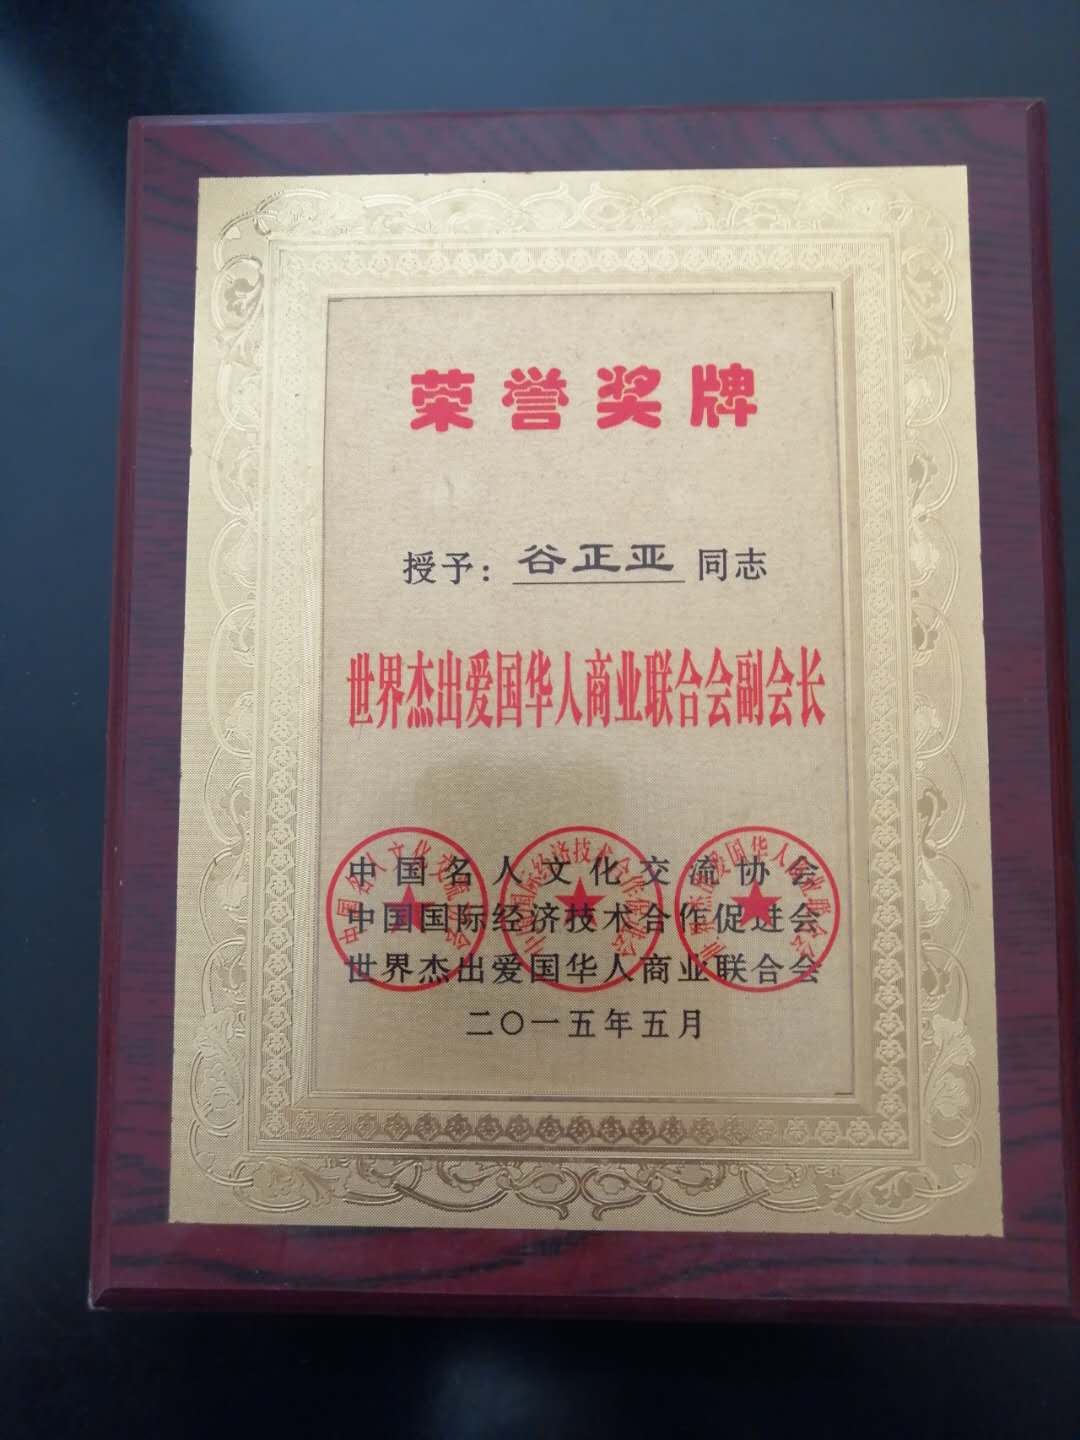 荣誉奖牌
授予：谷正亚同志
世界杰出爱国华人商业联合会副会长
中国名人文化交流协会
中国国际经济技术合作促进会
世界杰出爱国华人商业联合会
二〇一五年五月